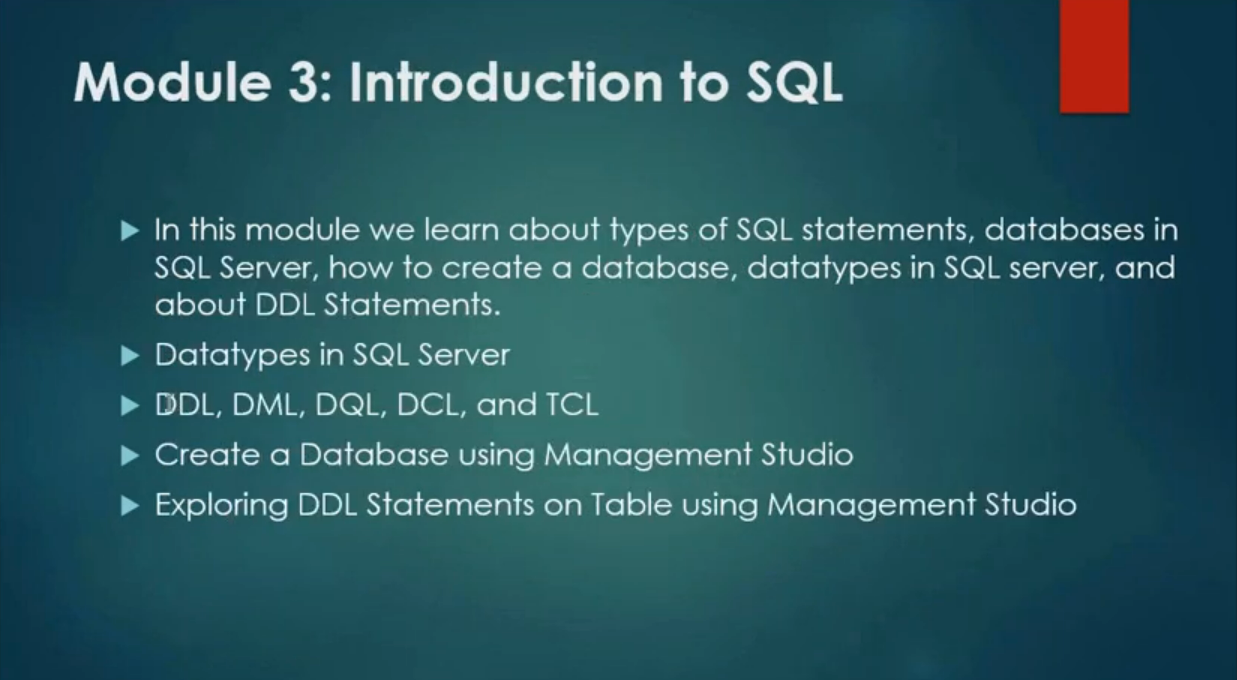 Module 3: Introduction to SQL
In this module we learn about types of SQL statements, databases in
SQL Server, how to create a database, datatypes in SQL server, and
about DDL Statements.
Datatypes in SQL Server
DDL, DML, DQL, DCL, and TCL
Create a Database using Management Studio
Exploring DDL Statements on Table using Management Studio